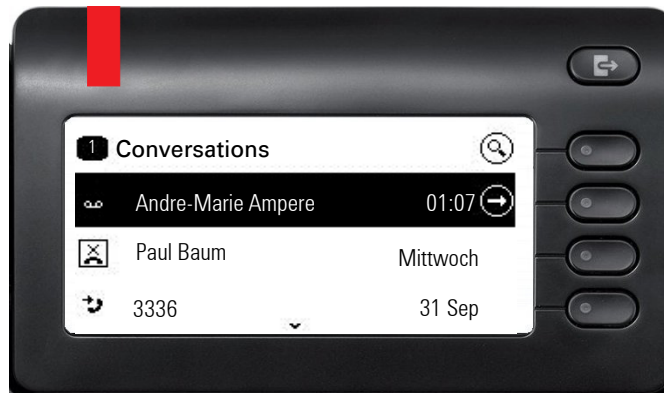 1 Conversations
Andre-Marie Ampere 01:07
Paul Baum Mittwoch
3336 31 Sep